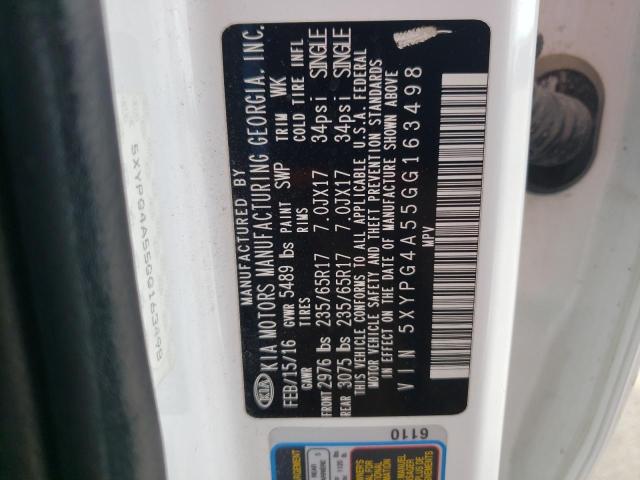 MANUFACTURED BY
KIA KIA MOTORS MANUFACTURING GEORGIA, INC.
FEB/15/16 PAINT SWP TRIM WK
GVWR 5489 lbs
GAWR TIRES RIMS COLD TIRE INFL
FRONT 2976 lbs 235/65R17 7.0JX17 34psi SINGLE
REAR 3075 lbs 235/65R17 7.0JX17 34psi SINGLE
THIS VEHICLE CONFORMS TO ALL APPLICABLE U.S.A. FEDERAL
MOTOR VEHICLE SAFETY AND THEFT PREVENTION STANDARDS
IN EFFECT ON THE DATE OF MANUFACTURE SHOWN ABOVE
VIN 5XYPG4A55GG163498
MPV
5XYPG4A55GG163498
6110
REAR